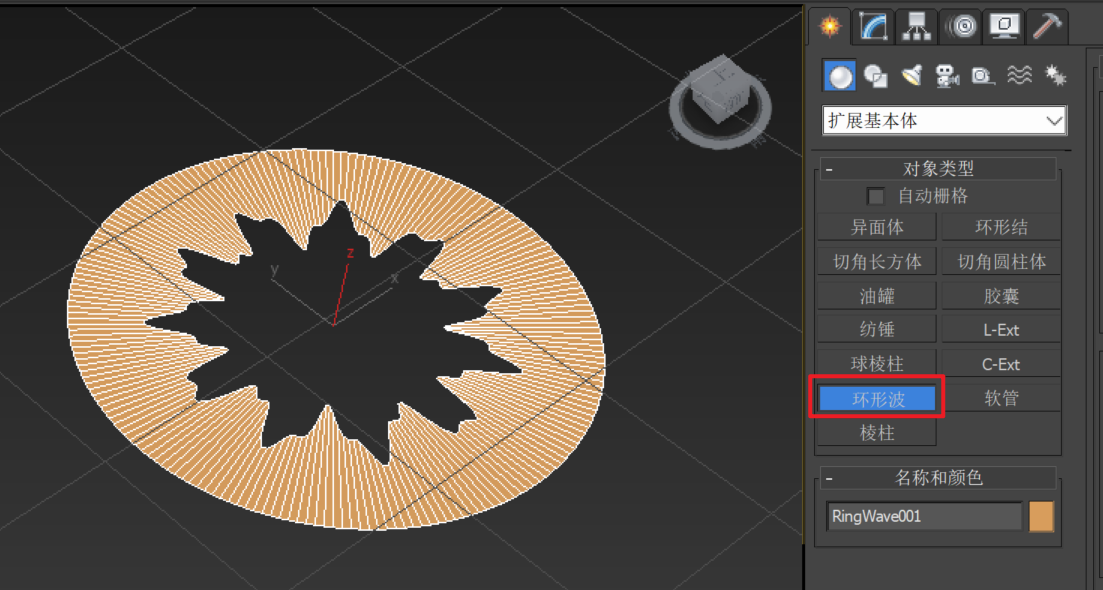 扩展基本体
- 对象类型
自动栅格
异面体 环形结
切角长方体 切角圆柱体
油罐 胶囊
纺锤 L-Ext
球棱柱 C-Ext
环形波 软管
棱柱
- 名称和颜色
RingWave001
z
y
x